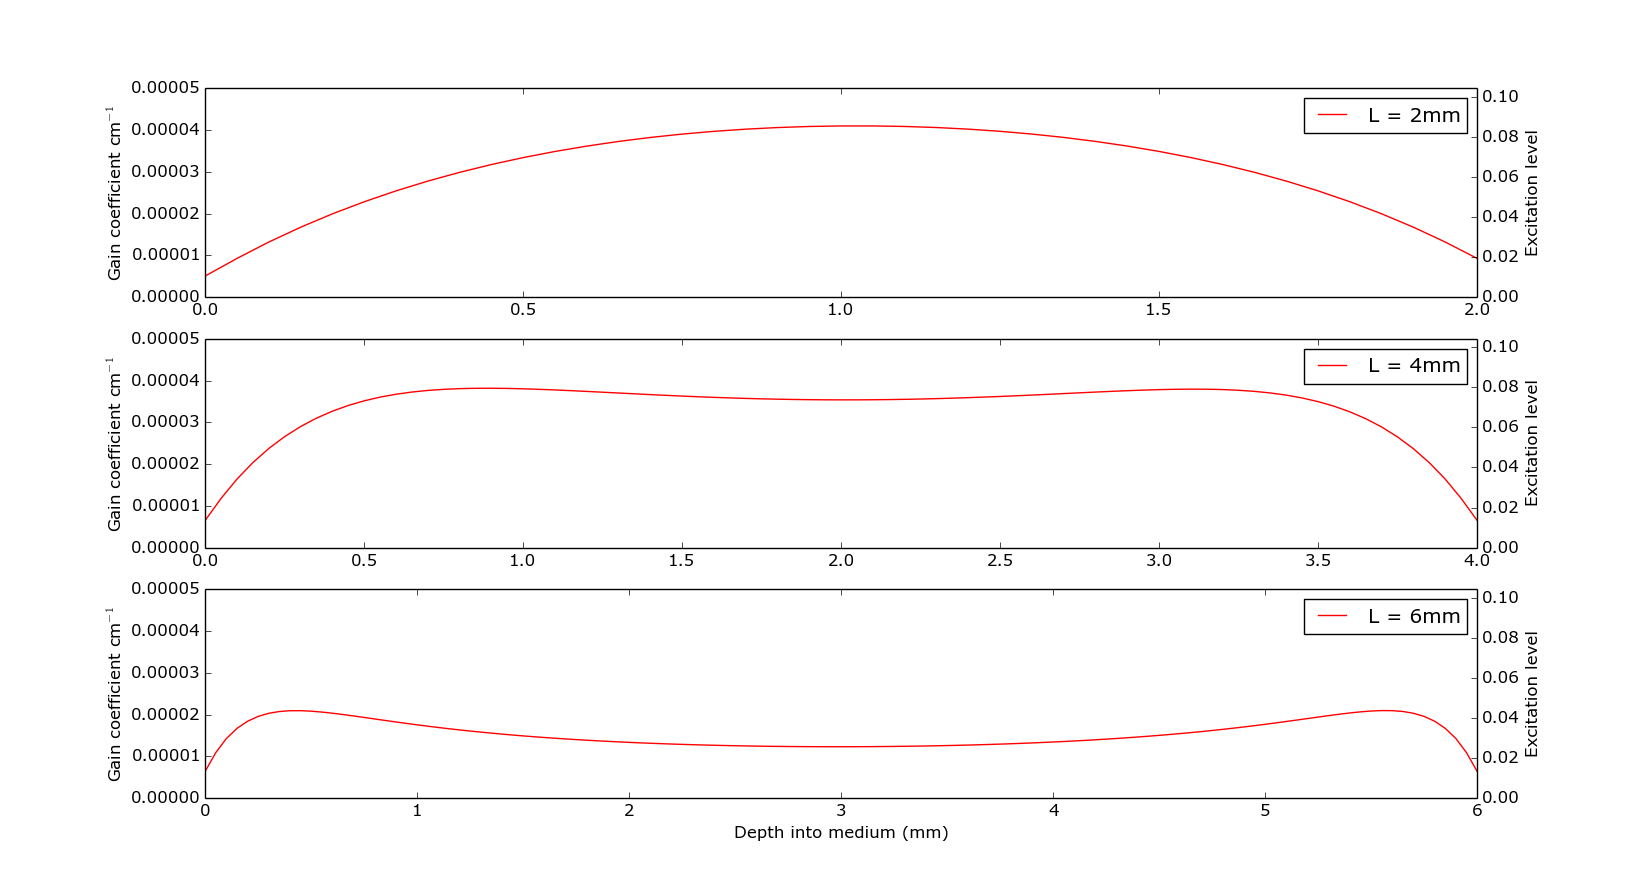 0.00005
0.00004
0.00003
0.00002
0.00001
0.00000
Gain coefficient cm⁻¹
L = 2mm
0.10
0.08
0.06
0.04
0.02
0.00
Excitation level
0.0 0.5 1.0 1.5 2.0
0.00005
0.00004
0.00003
0.00002
0.00001
0.00000
Gain coefficient cm⁻¹
L = 4mm
0.10
0.08
0.06
0.04
0.02
0.00
Excitation level
0.0 0.5 1.0 1.5 2.0 2.5 3.0 3.5 4.0
0.00005
0.00004
0.00003
0.00002
0.00001
0.00000
Gain coefficient cm⁻¹
L = 6mm
0.10
0.08
0.06
0.04
0.02
0.00
Excitation level
0 1 2 3 4 5 6
Depth into medium (mm)